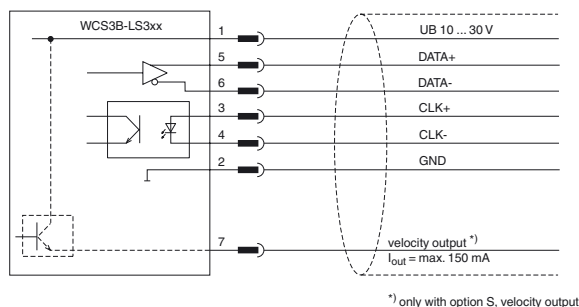 WCS3B-LS3xx
1 UB 10 ... 30 V
5 DATA+
6 DATA-
3 CLK+
4 CLK-
2 GND
7 velocity output *)
Iout = max. 150 mA
*) only with option S, velocity output